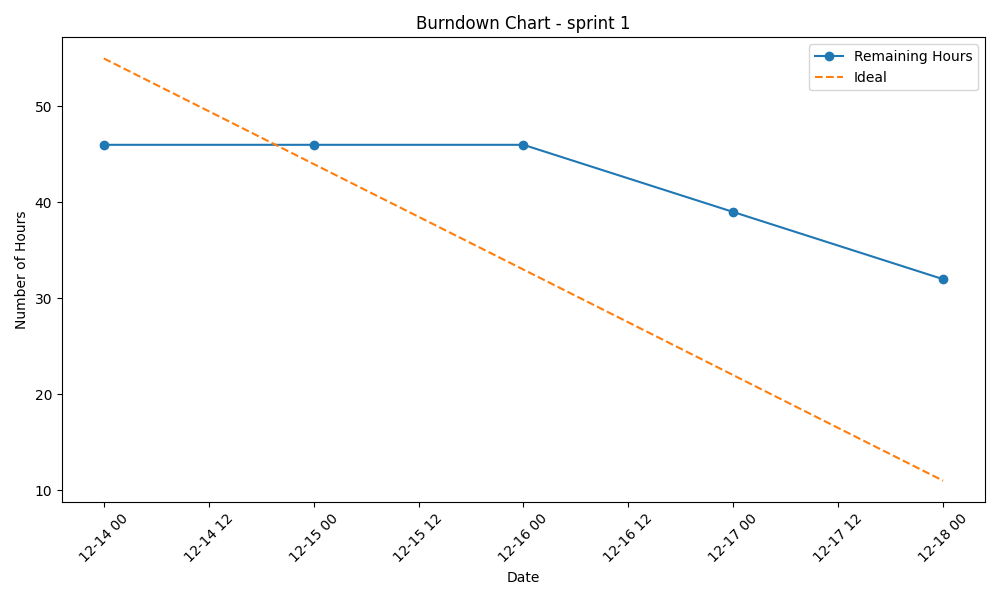 Burndown Chart - sprint 1
Remaining Hours
Ideal
Number of Hours
50
40
30
20
10
12-14 00
12-14 12
12-15 00
12-15 12
12-16 00
12-16 12
12-17 00
12-17 12
12-18 00
Date